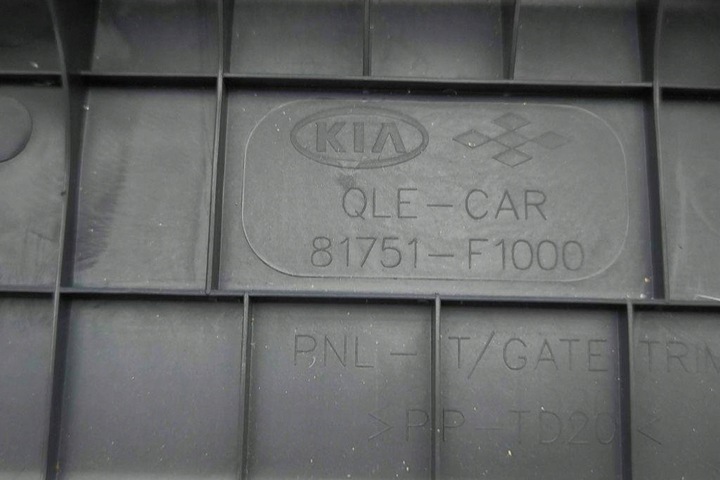 KIA
QLE-CAR
81751-F1000
PNL-T/GATE TRIM
>PP-TD20<